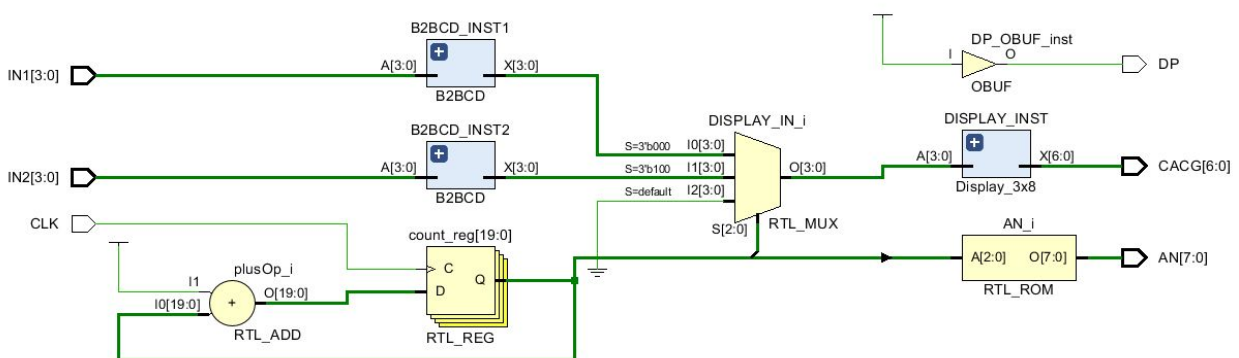 B2BCD_INST1
IN1[3:0]
A[3:0]
X[3:0]
B2BCD
DP_OBUF_inst
I
O
OBUF
DP
B2BCD_INST2
IN2[3:0]
A[3:0]
X[3:0]
B2BCD
DISPLAY_IN_i
S=3'b000
I0[3:0]
S=3'b100
I1[3:0]
S=default
I2[3:0]
O[3:0]
S[2:0]
RTL_MUX
DISPLAY_INST
A[3:0]
X[6:0]
Display_3x8
CACG[6:0]
CLK
count_reg[19:0]
C
D
Q
RTL_REG
plusOp_i
I1
I0[19:0]
+
O[19:0]
RTL_ADD
AN_i
A[2:0]
O[7:0]
RTL_ROM
AN[7:0]